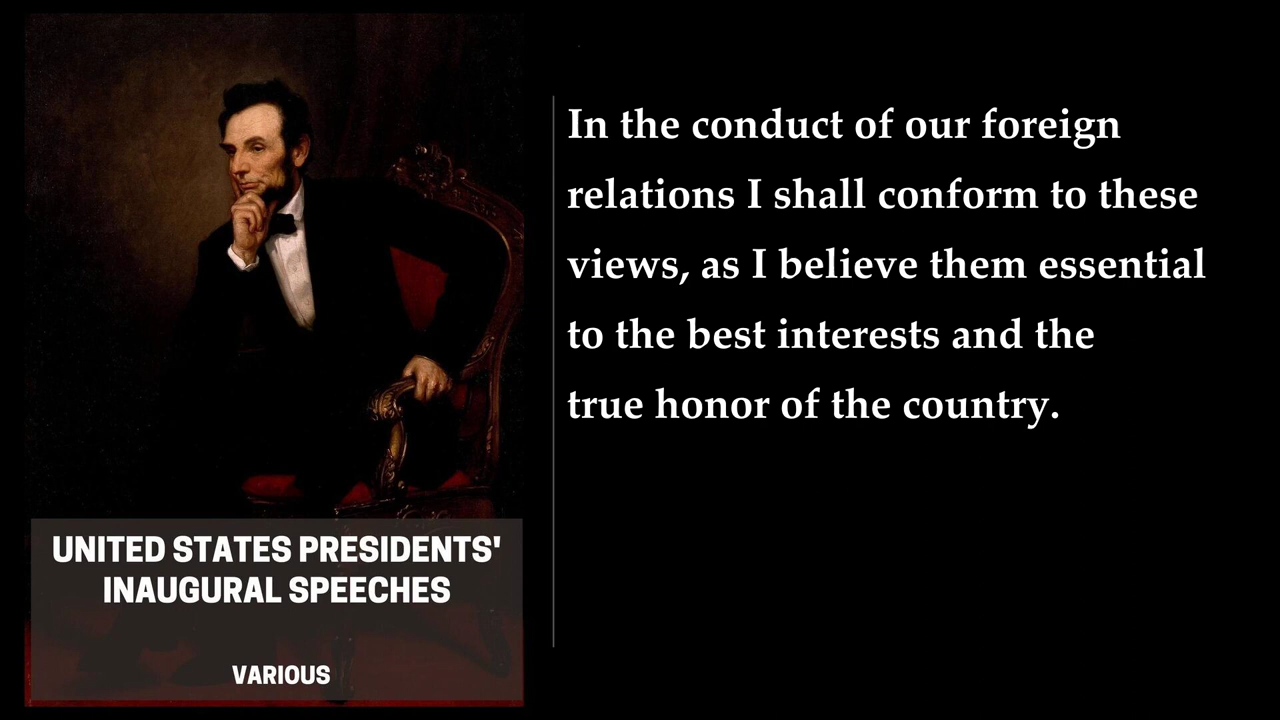 In the conduct of our foreign
relations I shall conform to these
views, as I believe them essential
to the best interests and the
true honor of the country.
UNITED STATES PRESIDENTS'
INAUGURAL SPEECHES
VARIOUS